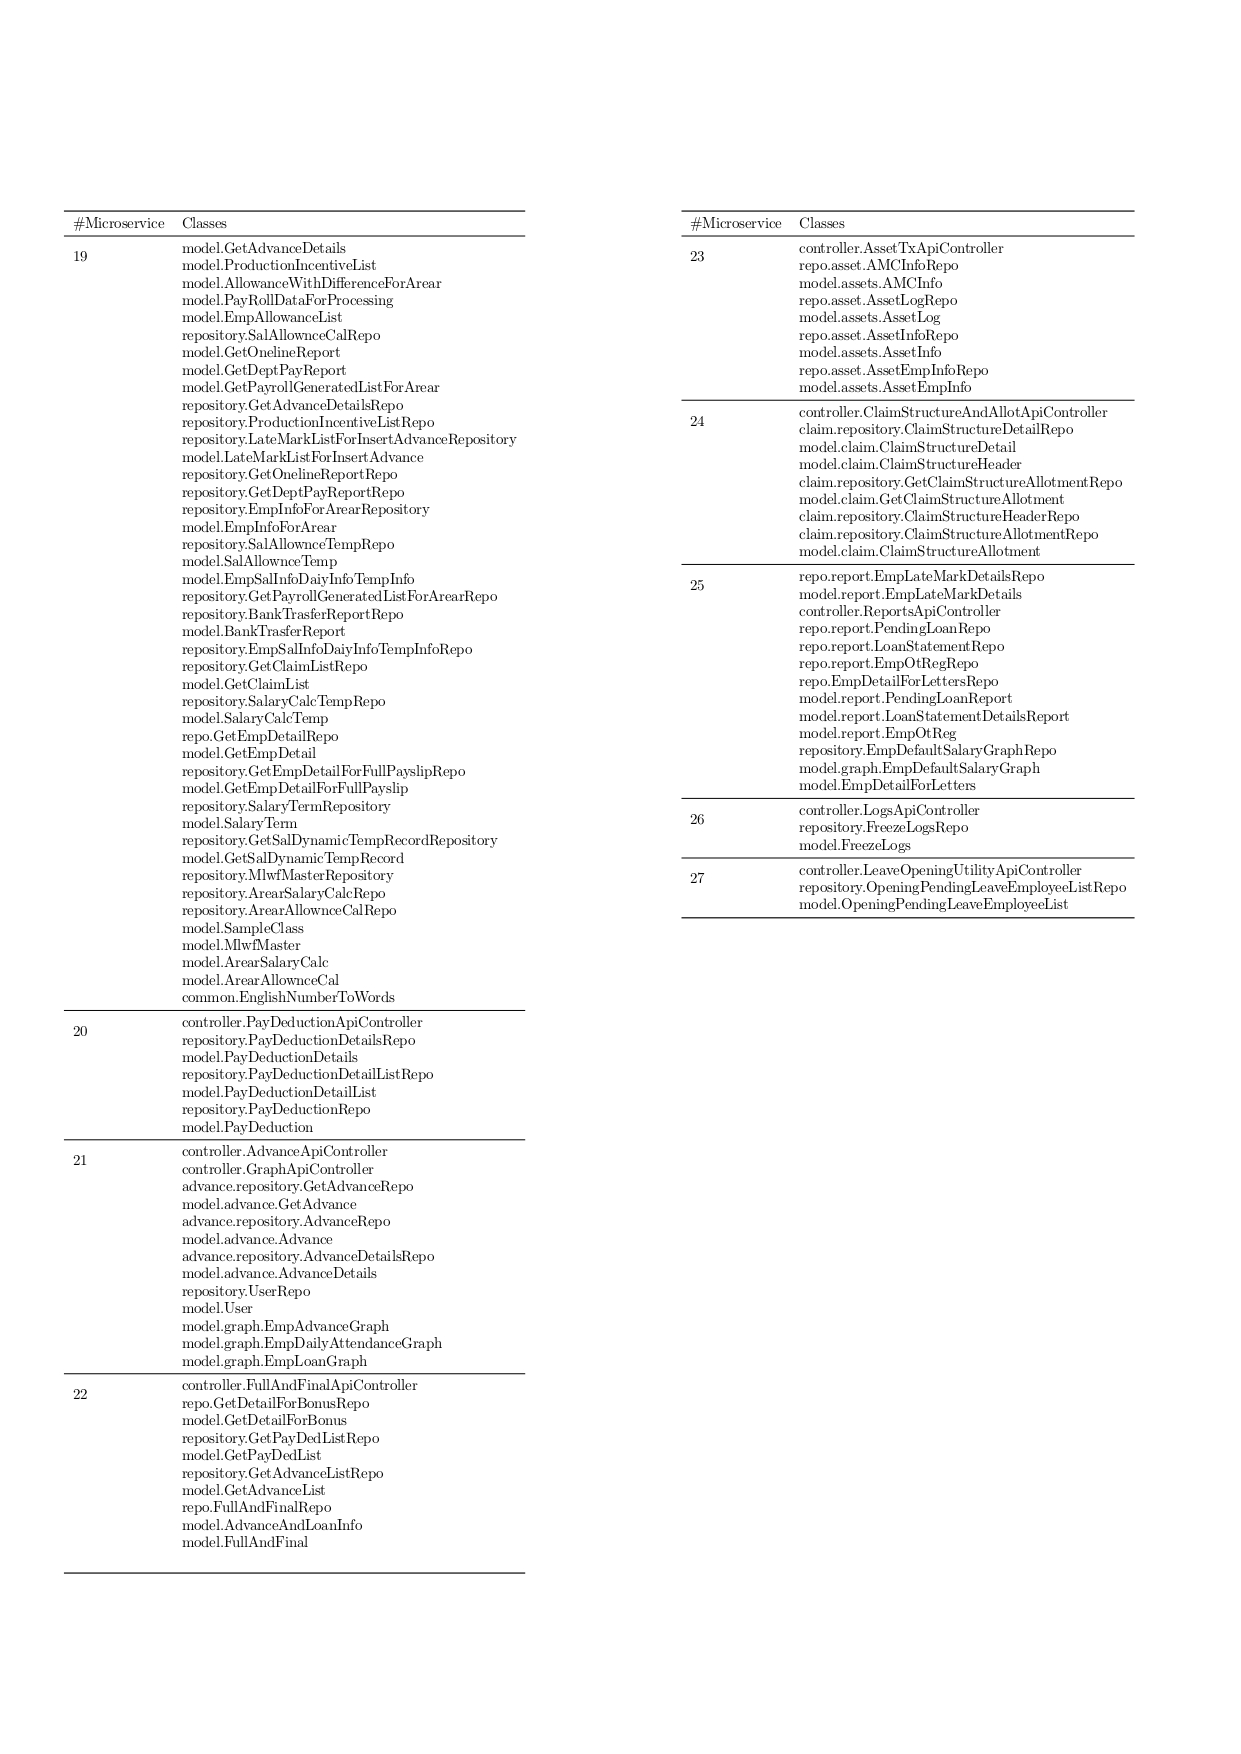 #Microservice Classes
19 model.GetAdvanceDetails
model.ProductionIncentiveList
model.AllowanceWithDifferenceForArear
model.PayRollDataForProcessing
model.EmpAllowanceList
repository.SalAllownceCalRepo
model.GetOnelineReport
model.GetDeptPayReport
model.GetPayrollGeneratedListForArear
repository.GetAdvanceDetailsRepo
repository.ProductionIncentiveListRepo
repository.LateMarkListForInsertAdvanceRepository
model.LateMarkListForInsertAdvance
repository.GetOnelineReportRepo
repository.GetDeptPayReportRepo
repository.EmpInfoForArearRepository
model.EmpInfoForArear
repository.SalAllownceTempRepo
model.SalAllownceTemp
model.EmpSalInfoDaiyInfoTempInfo
repository.GetPayrollGeneratedListForArearRepo
repository.BankTrasferReportRepo
model.BankTrasferReport
repository.EmpSalInfoDaiyInfoTempInfoRepo
repository.GetClaimListRepo
model.GetClaimList
repository.SalaryCalcTempRepo
model.SalaryCalcTemp
repo.GetEmpDetailRepo
model.GetEmpDetail
repository.GetEmpDetailForFullPayslipRepo
model.GetEmpDetailForFullPayslip
repository.SalaryTermRepository
model.SalaryTerm
repository.GetSalDynamicTempRecordRepository
model.GetSalDynamicTempRecord
repository.MlwfMasterRepository
repository.ArearSalaryCalcRepo
repository.ArearAllownceCalRepo
model.SampleClass
model.MlwfMaster
model.ArearSalaryCalc
model.ArearAllownceCal
common.EnglishNumberToWords
20 controller.PayDeductionApiController
repository.PayDeductionDetailsRepo
model.PayDeductionDetails
repository.PayDeductionDetailListRepo
model.PayDeductionDetailList
repository.PayDeductionRepo
model.PayDeduction
21 controller.AdvanceApiController
controller.GraphApiController
advance.repository.GetAdvanceRepo
model.advance.GetAdvance
advance.repository.AdvanceRepo
model.advance.Advance
advance.repository.AdvanceDetailsRepo
model.advance.AdvanceDetails
repository.UserRepo
model.User
model.graph.EmpAdvanceGraph
model.graph.EmpDailyAttendanceGraph
model.graph.EmpLoanGraph
22 controller.FullAndFinalApiController
repo.GetDetailForBonusRepo
model.GetDetailForBonus
repository.GetPayDedListRepo
model.GetPayDedList
repository.GetAdvanceListRepo
model.GetAdvanceList
repo.FullAndFinalRepo
model.AdvanceAndLoanInfo
model.FullAndFinal
#Microservice Classes
23 controller.AssetTxApiController
repo.asset.AMCInfoRepo
model.assets.AMCInfo
repo.asset.AssetLogRepo
model.assets.AssetLog
repo.asset.AssetInfoRepo
model.assets.AssetInfo
repo.asset.AssetEmpInfoRepo
model.assets.AssetEmpInfo
24 controller.ClaimStructureAndAllotApiController
claim.repository.ClaimStructureDetailRepo
model.claim.ClaimStructureDetail
model.claim.ClaimStructureHeader
claim.repository.GetClaimStructureAllotmentRepo
model.claim.GetClaimStructureAllotment
claim.repository.ClaimStructureHeaderRepo
claim.repository.ClaimStructureAllotmentRepo
model.claim.ClaimStructureAllotment
25 repo.report.EmpLateMarkDetailsRepo
model.report.EmpLateMarkDetails
controller.ReportsApiController
repo.report.PendingLoanRepo
repo.report.LoanStatementRepo
repo.report.EmpOtRegRepo
repo.EmpDetailForLettersRepo
model.report.PendingLoanReport
model.report.LoanStatementDetailsReport
model.report.EmpOtReg
repository.EmpDefaultSalaryGraphRepo
model.graph.EmpDefaultSalaryGraph
model.EmpDetailForLetters
26 controller.LogsApiController
repository.FreezeLogsRepo
model.FreezeLogs
27 controller.LeaveOpeningUtilityApiController
repository.OpeningPendingLeaveEmployeeListRepo
model.OpeningPendingLeaveEmployeeList